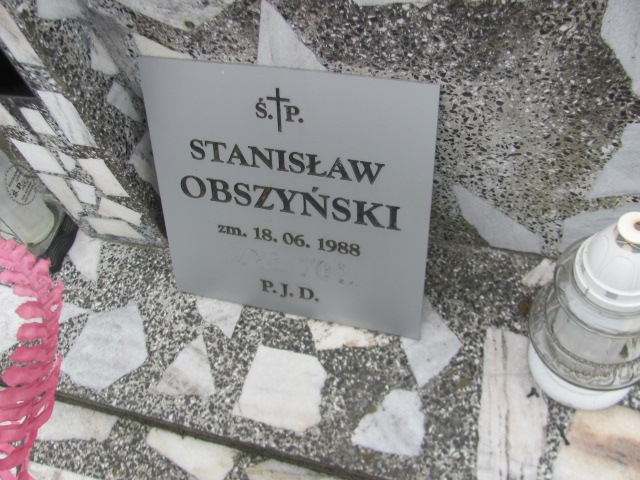 Ś. P.
STANISŁAW
OBSZYŃSKI
zm. 18. 06. 1988
P. J. D.